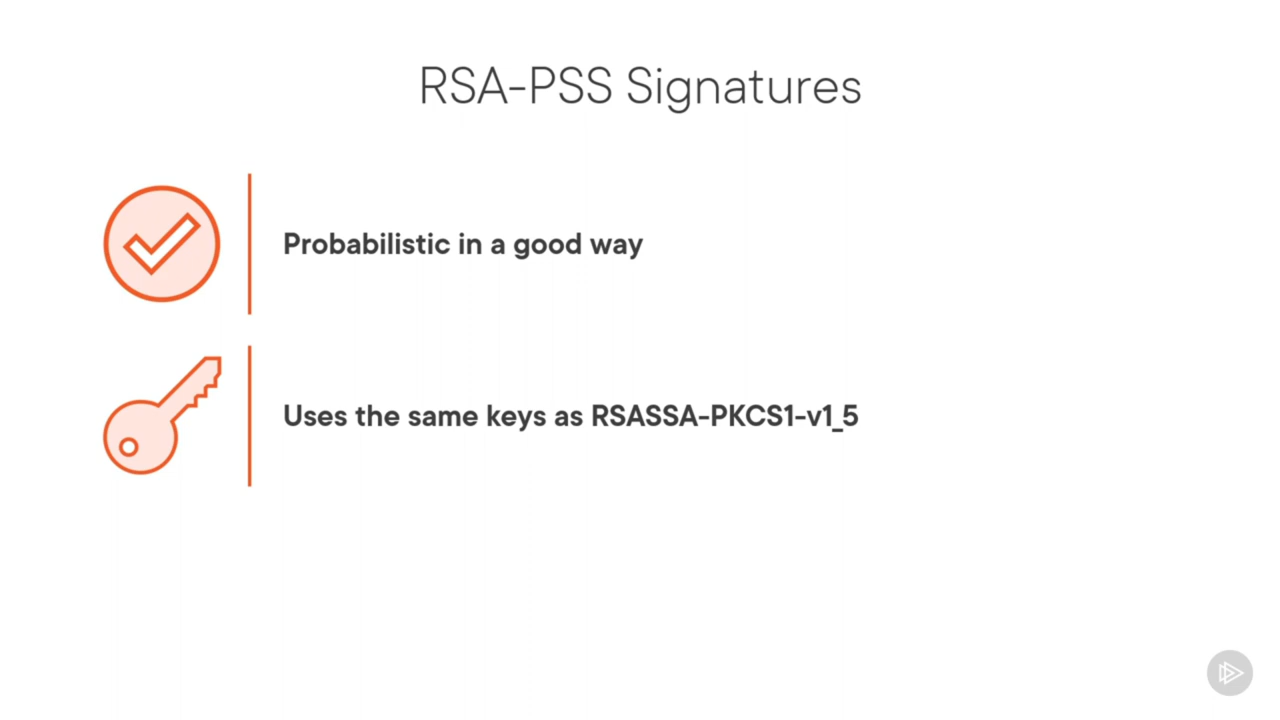 RSA-PSS Signatures
Probabilistic in a good way
Uses the same keys as RSASSA-PKCS1-v1_5